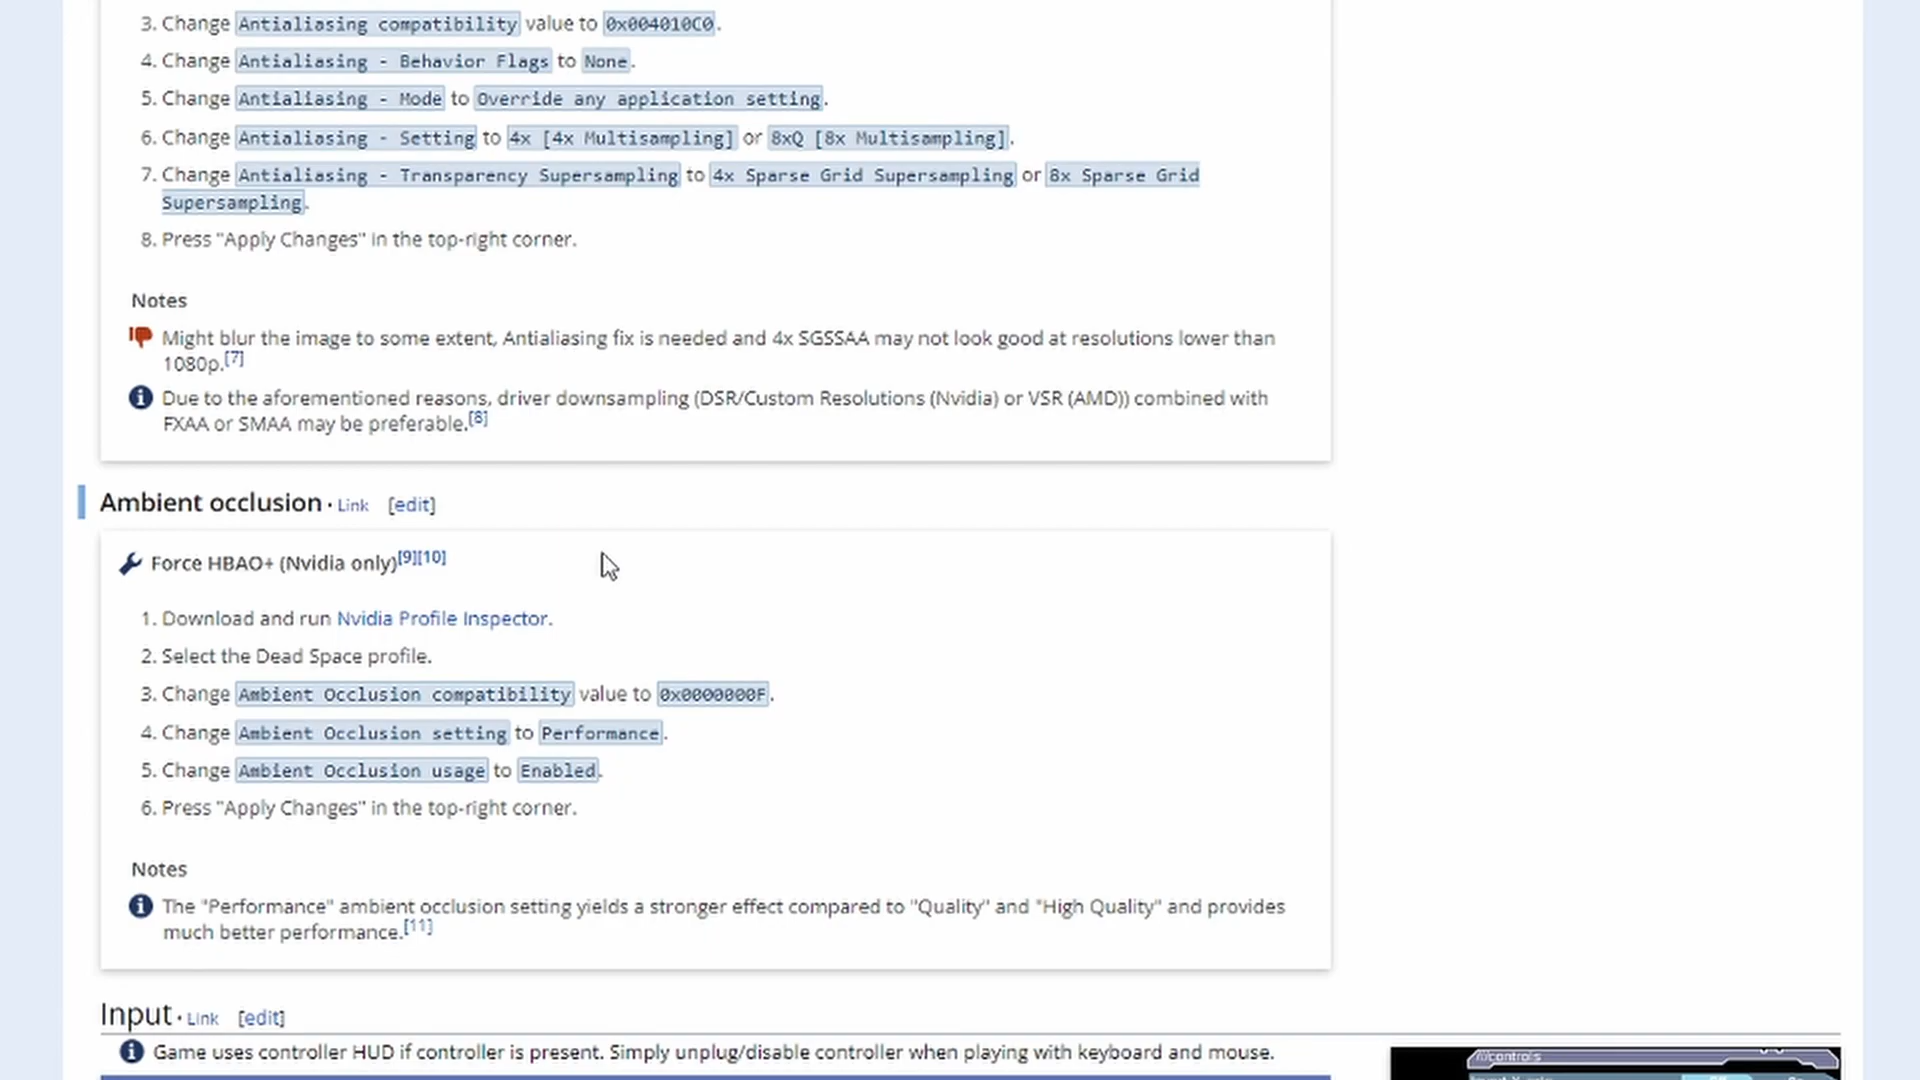 3. Change Antialiasing compatibility value to 0x004010C0.
4. Change Antialiasing - Behavior Flags to None.
5. Change Antialiasing - Mode to Override any application setting.
6. Change Antialiasing - Setting to 4x [4x Multisampling] or 8xQ [8x Multisampling].
7. Change Antialiasing - Transparency Supersampling to 4x Sparse Grid Supersampling or 8x Sparse Grid
Supersampling.
8. Press "Apply Changes" in the top-right corner.
Notes
Might blur the image to some extent, Antialiasing fix is needed and 4x SGSSAA may not look good at resolutions lower than
1080p.[7]
Due to the aforementioned reasons, driver downsampling (DSR/Custom Resolutions (Nvidia) or VSR (AMD)) combined with
FXAA or SMAA may be preferable.[8]
Ambient occlusion · Link [edit]
Force HBAO+ (Nvidia only)[9][10]
1. Download and run Nvidia Profile Inspector.
2. Select the Dead Space profile.
3. Change Ambient Occlusion compatibility value to 0x0000000F.
4. Change Ambient Occlusion setting to Performance.
5. Change Ambient Occlusion usage to Enabled.
6. Press "Apply Changes" in the top-right corner.
Notes
The "Performance" ambient occlusion setting yields a stronger effect compared to "Quality" and "High Quality" and provides
much better performance.[11]
Input · Link [edit]
Game uses controller HUD if controller is present. Simply unplug/disable controller when playing with keyboard and mouse.
controls